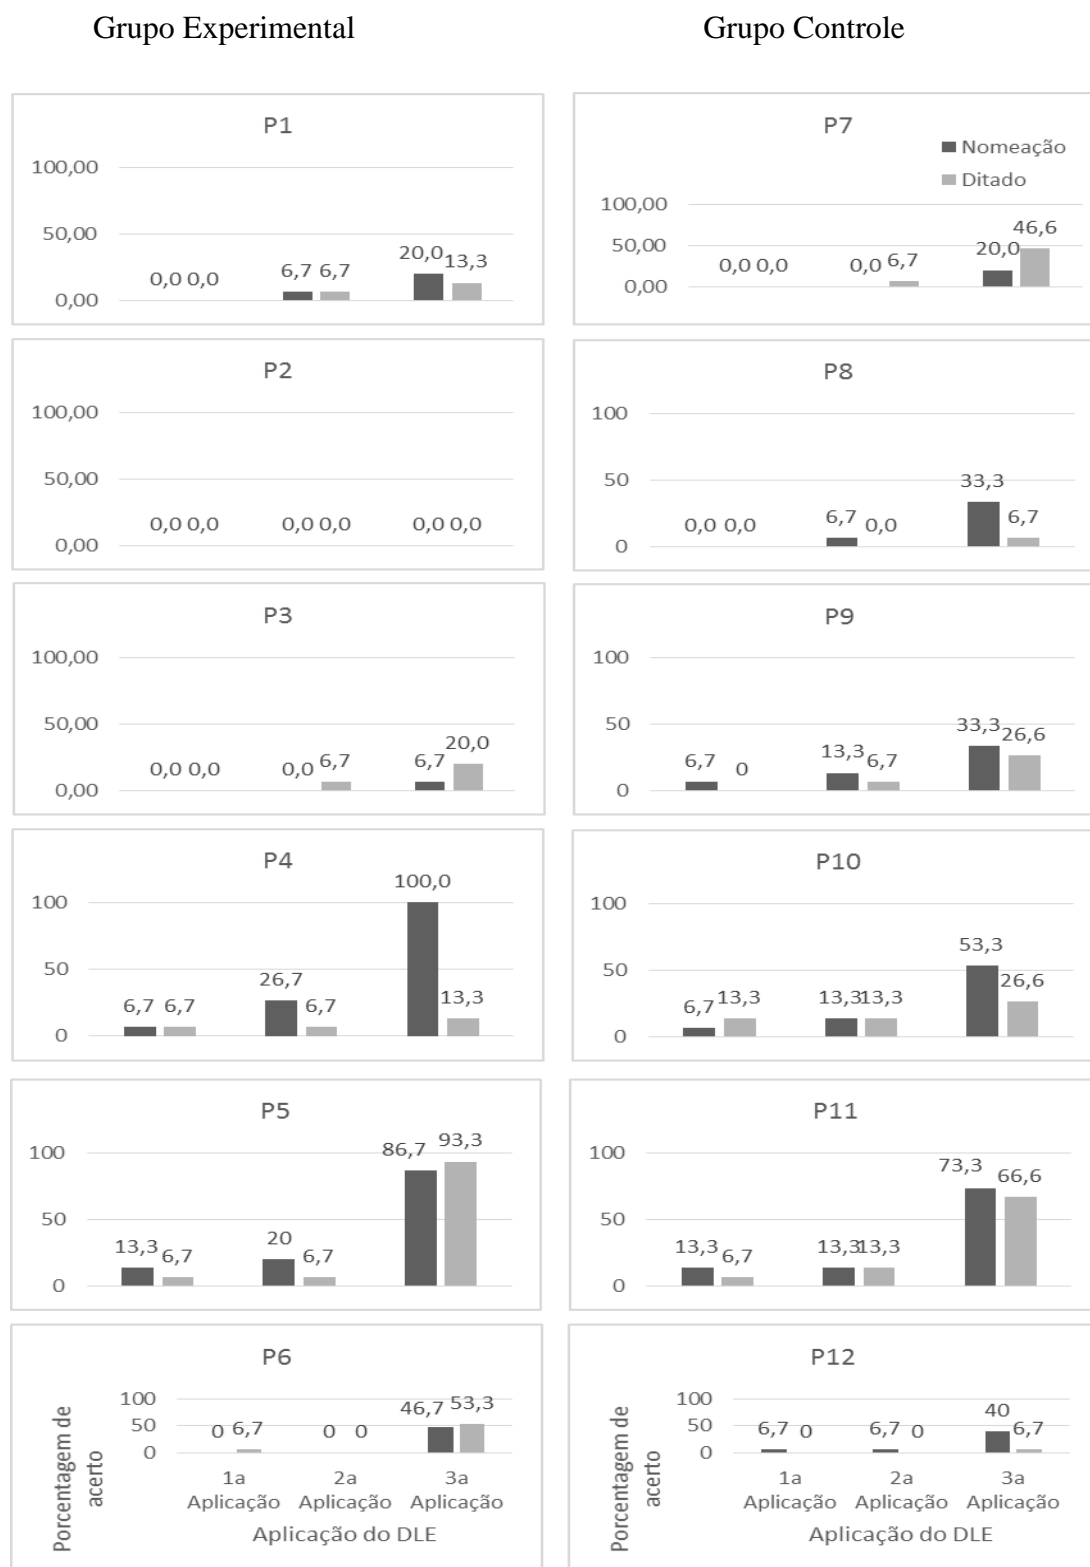 Grupo Experimental
Grupo Controle
P1
100,00
50,00
0,00
0,0 0,0
6,7 6,7
20,0 13,3
P7
Nomeação
Ditado
100,00
50,00
0,00
0,0 0,0
0,0 6,7
20,0 46,6
P2
100,00
50,00
0,00
0,0 0,0
0,0 0,0
0,0 0,0
P8
100
50
0
0,0 0,0
6,7 0,0
33,3 6,7
P3
100,00
50,00
0,00
0,0 0,0
0,0 6,7
6,7 20,0
P9
100
50
0
6,7 0
13,3 6,7
33,3 26,6
P4
100
50
0
6,7 6,7
26,7 6,7
100,0 13,3
P10
100
50
0
6,7 13,3
13,3 13,3
53,3 26,6
P5
100
50
0
13,3 6,7
20 6,7
86,7 93,3
P11
100
50
0
13,3 6,7
13,3 13,3
73,3 66,6
P6
Porcentagem de
acerto
100
50
0
0 6,7
0 0
46,7 53,3
1a
Aplicação
2a
Aplicação
3a
Aplicação
Aplicação do DLE
P12
Porcentagem de
acerto
100
50
0
6,7 0
6,7 0
40 6,7
1a
Aplicação
2a
Aplicação
3a
Aplicação
Aplicação do DLE